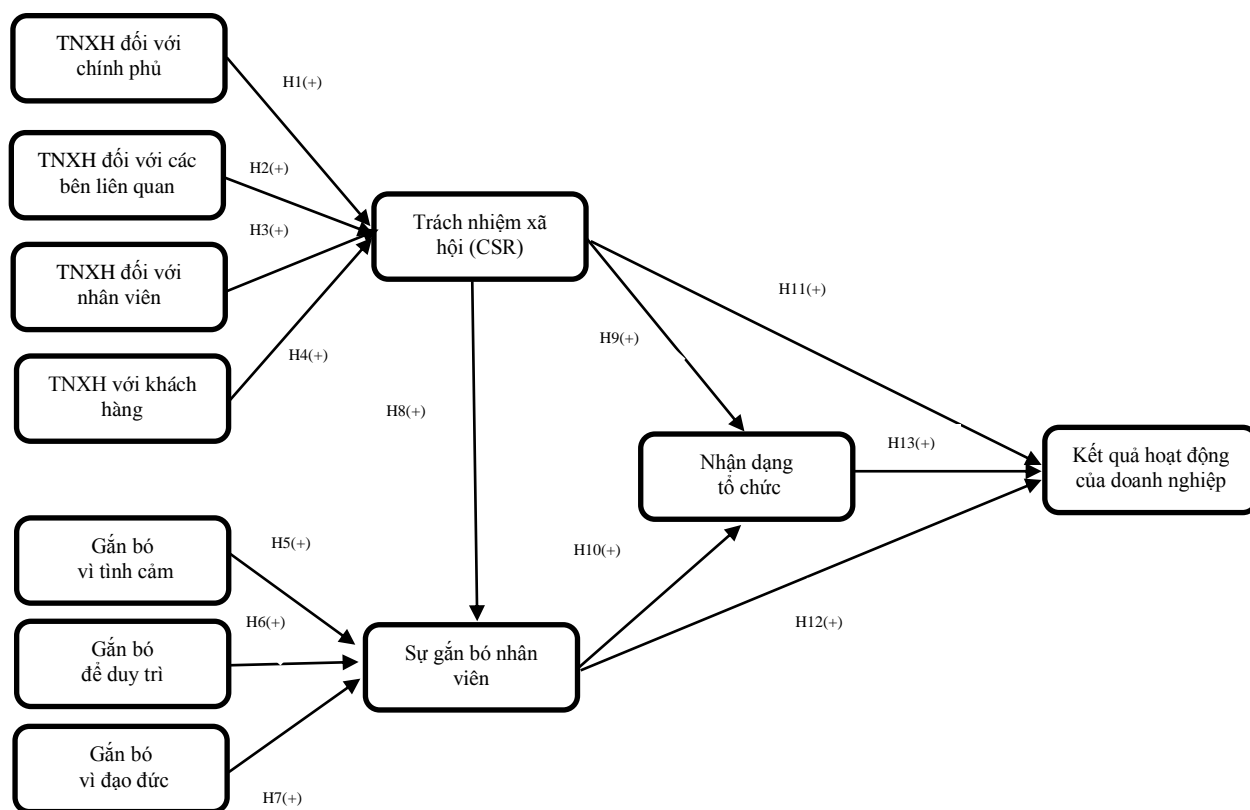 TNXH đối với
chính phủ
H1(+)
TNXH đối với các
bên liên quan
H2(+)
H3(+)
TNXH đối với
nhân viên
H4(+)
TNXH với khách
hàng
Trách nhiệm xã
hội (CSR)
H11(+)
H9(+)
H8(+)
Nhận dạng
tổ chức
H13(+)
Kết quả hoạt động
của doanh nghiệp
H10(+)
H12(+)
Gắn bó
vì tình cảm
H5(+)
H6(+)
Gắn bó
để duy trì
Sự gắn bó nhân
viên
Gắn bó
vì đạo đức
H7(+)